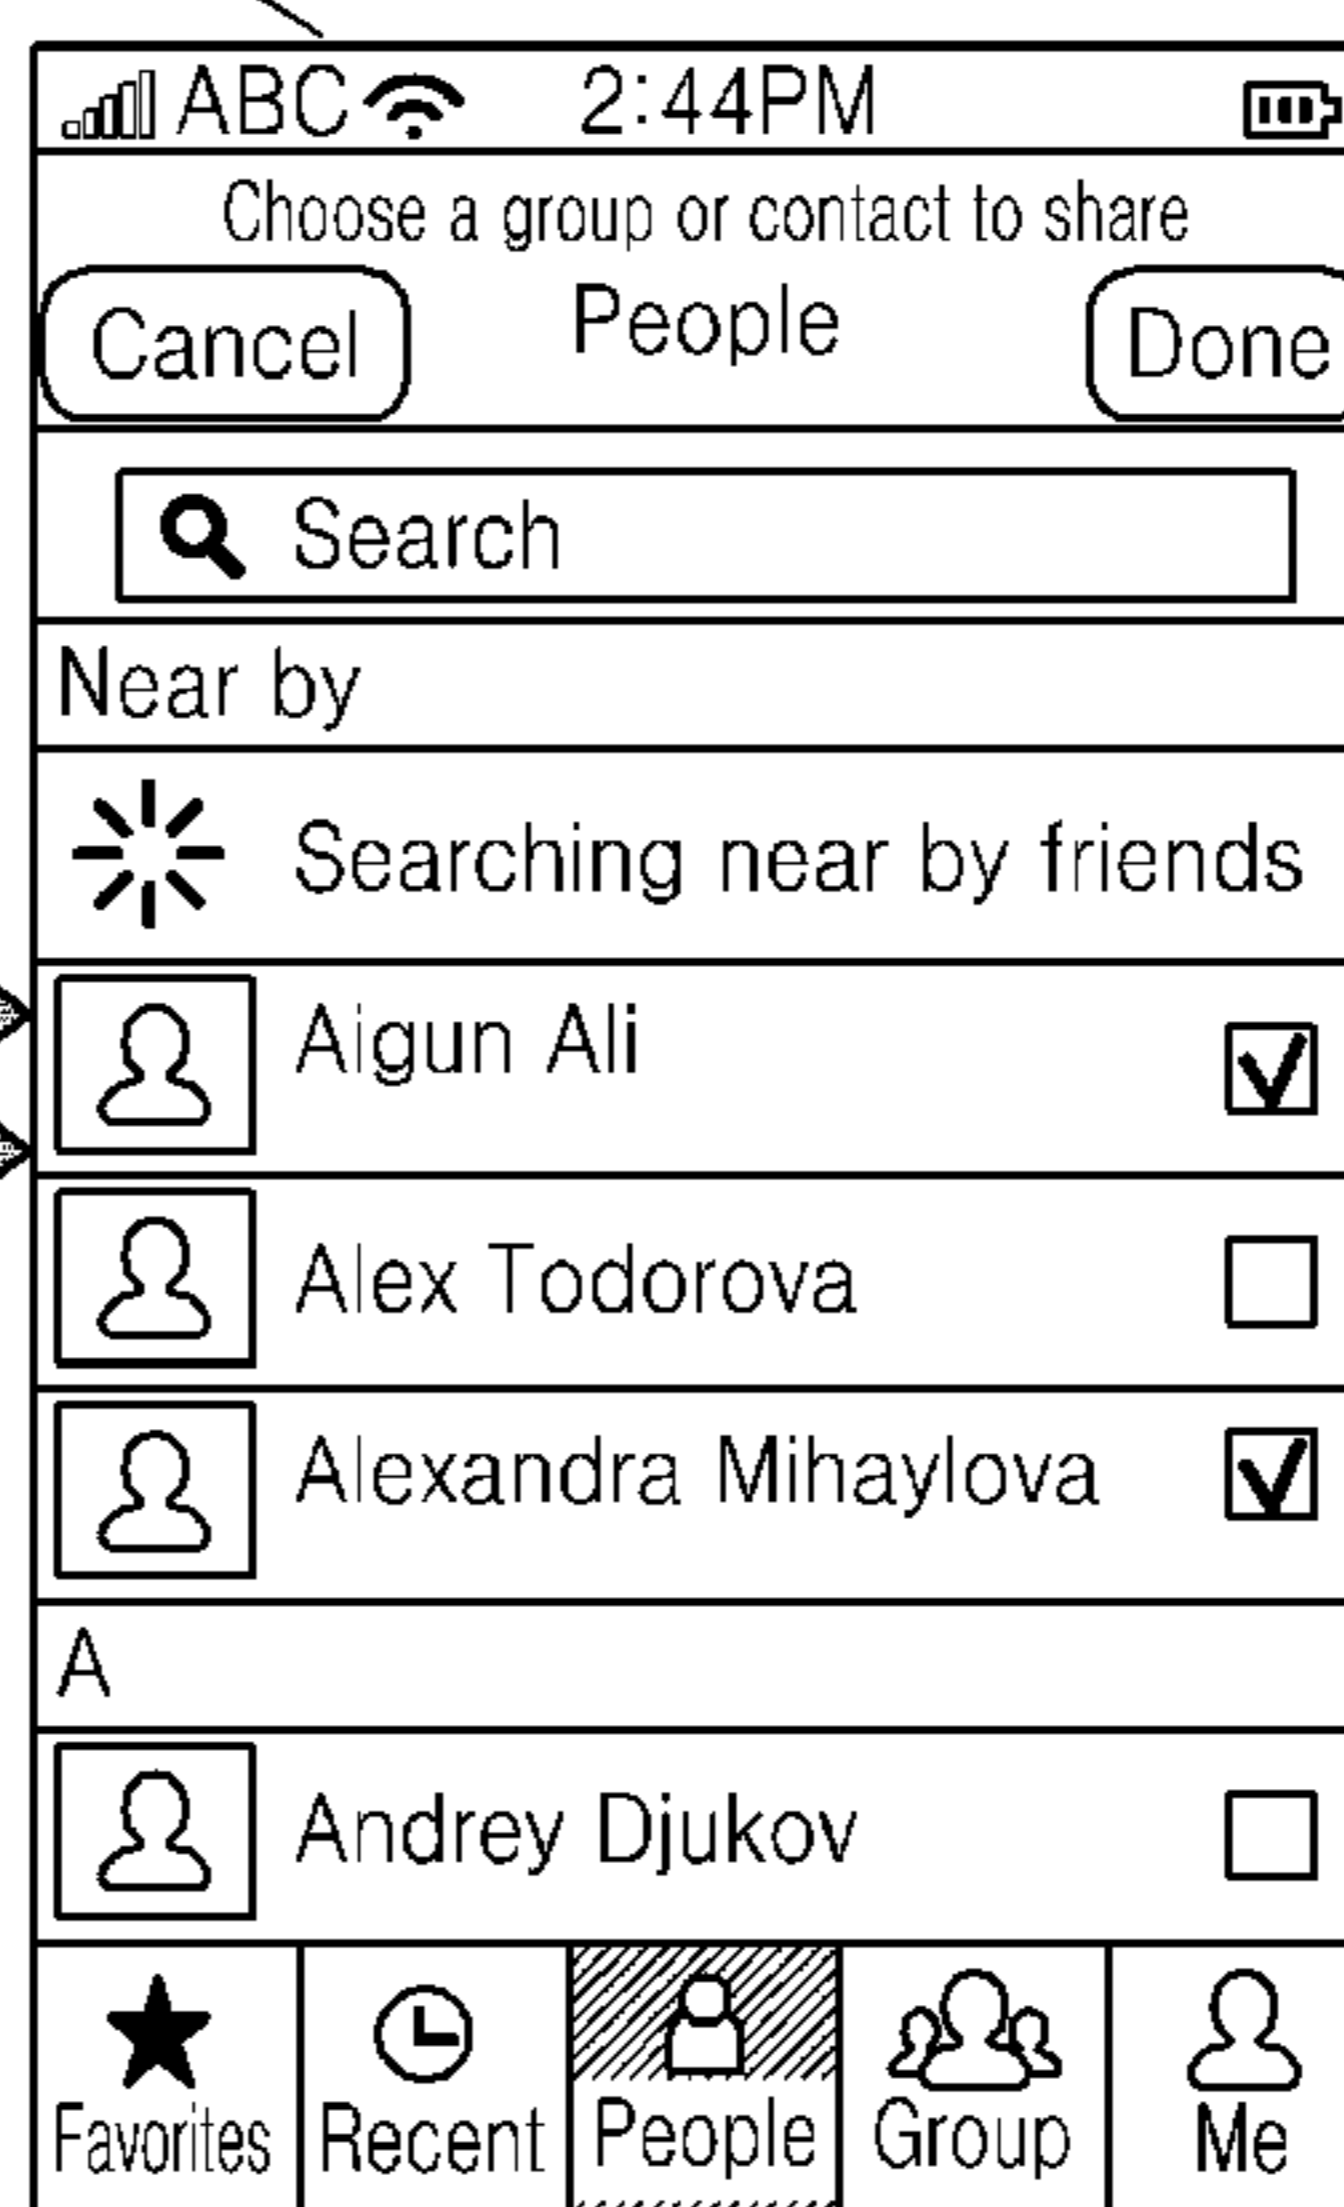 ABC 2:44PM
Choose a group or contact to share
Cancel People Done
Search
Near by
Searching near by friends
Aigun Ali
Alex Todorova
Alexandra Mihaylova
A
Andrey Djukov
Favorites Recent People Group Me